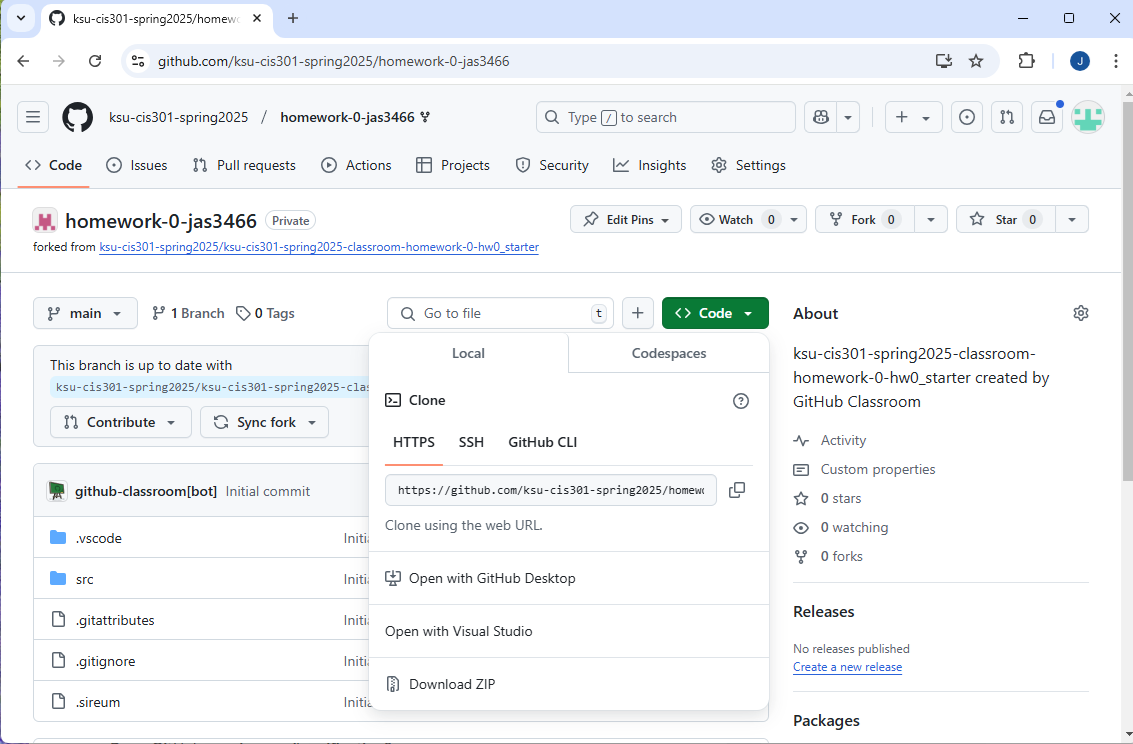 ksu-cis301-spring2025/homew
github.com/ksu-cis301-spring2025/homework-0-jas3466
J
ksu-cis301-spring2025 / homework-0-jas3466
Type / to search
Code
Issues
Pull requests
Actions
Projects
Security
Insights
Settings
homework-0-jas3466
Private
Edit Pins
Watch 0
Fork 0
Star 0
forked from ksu-cis301-spring2025/ksu-cis301-spring2025-classroom-homework-0-hw0_starter
main
1 Branch
0 Tags
Go to file
t
Code
This branch is up to date with
ksu-cis301-spring2025/ksu-cis301-spring2025-clas
Contribute
Sync fork
github-classroom[bot] Initial commit
.vscode Initi
src Initi
.gitattributes Initi
.gitignore Initi
.sireum Initi
Local
Codespaces
Clone
HTTPS
SSH
GitHub CLI
https://github.com/ksu-cis301-spring2025/homewo
Clone using the web URL.
Open with GitHub Desktop
Open with Visual Studio
Download ZIP
About
ksu-cis301-spring2025-classroom-
homework-0-hw0_starter created by
GitHub Classroom
Activity
Custom properties
0 stars
0 watching
0 forks
Releases
No releases published
Create a new release
Packages